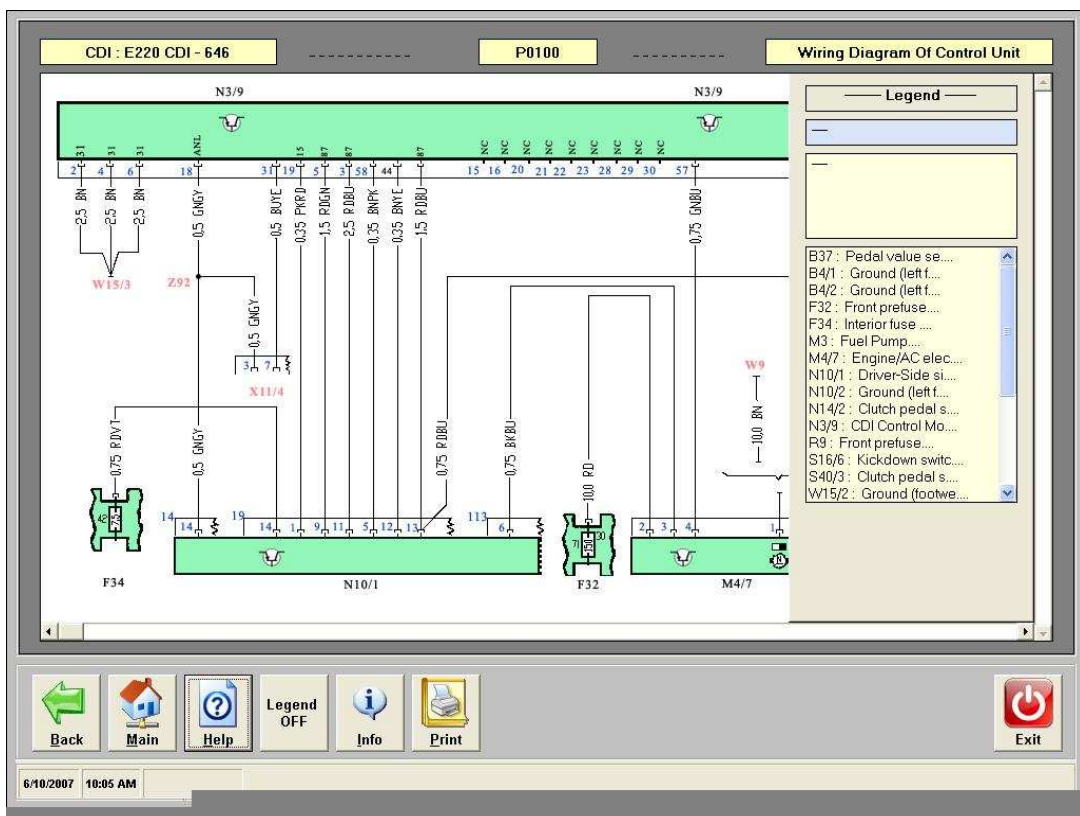 CDI : E220 CDI - 646
P0100
Wiring Diagram Of Control Unit
N3/9
N3/9
31 31 31 ANL 15 87 87 87 NC NC NC NC NC NC NC NC NC
2 4 6 18 31 19 5 3 58 44 15 16 20 21 22 23 28 29 30 57
2,5 BN
2,5 BN
2,5 BN
0,5 GNGY
0,5 BUYE
0,35 PKRD
1,5 RDGN
2,5 RDBU
0,35 BNPK
0,35 BNYE
1,5 RDBU
0,75 GNBU
W15/3
Z92
0,5 GNGY
3 7
X11/4
W9
10,0 BN
0,75 RDVT
0,5 GNGY
0,75 RDBU
0,75 BKBU
10,0 RD
42 7,5
14 14
19 14 1 9 11 5 12 13
113 6
71 150 30
2 3 4 1
N
F34
N10/1
F32
M4/7
Legend
B37 : Pedal value se....
B4/1 : Ground (left f....
B4/2 : Ground (left f....
F32 : Front prefuse....
F34 : Interior fuse ....
M3 : Fuel Pump....
M4/7 : Engine/AC elec....
N10/1 : Driver-Side si....
N10/2 : Ground (left f....
N14/2 : Clutch pedal s....
N3/9 : CDI Control Mo....
R9 : Front prefuse....
S16/6 : Kickdown switc....
S40/3 : Clutch pedal s....
W15/2 : Ground (footwe....
Back
Main
Help
Legend
OFF
Info
Print
Exit
6/10/2007 10:05 AM